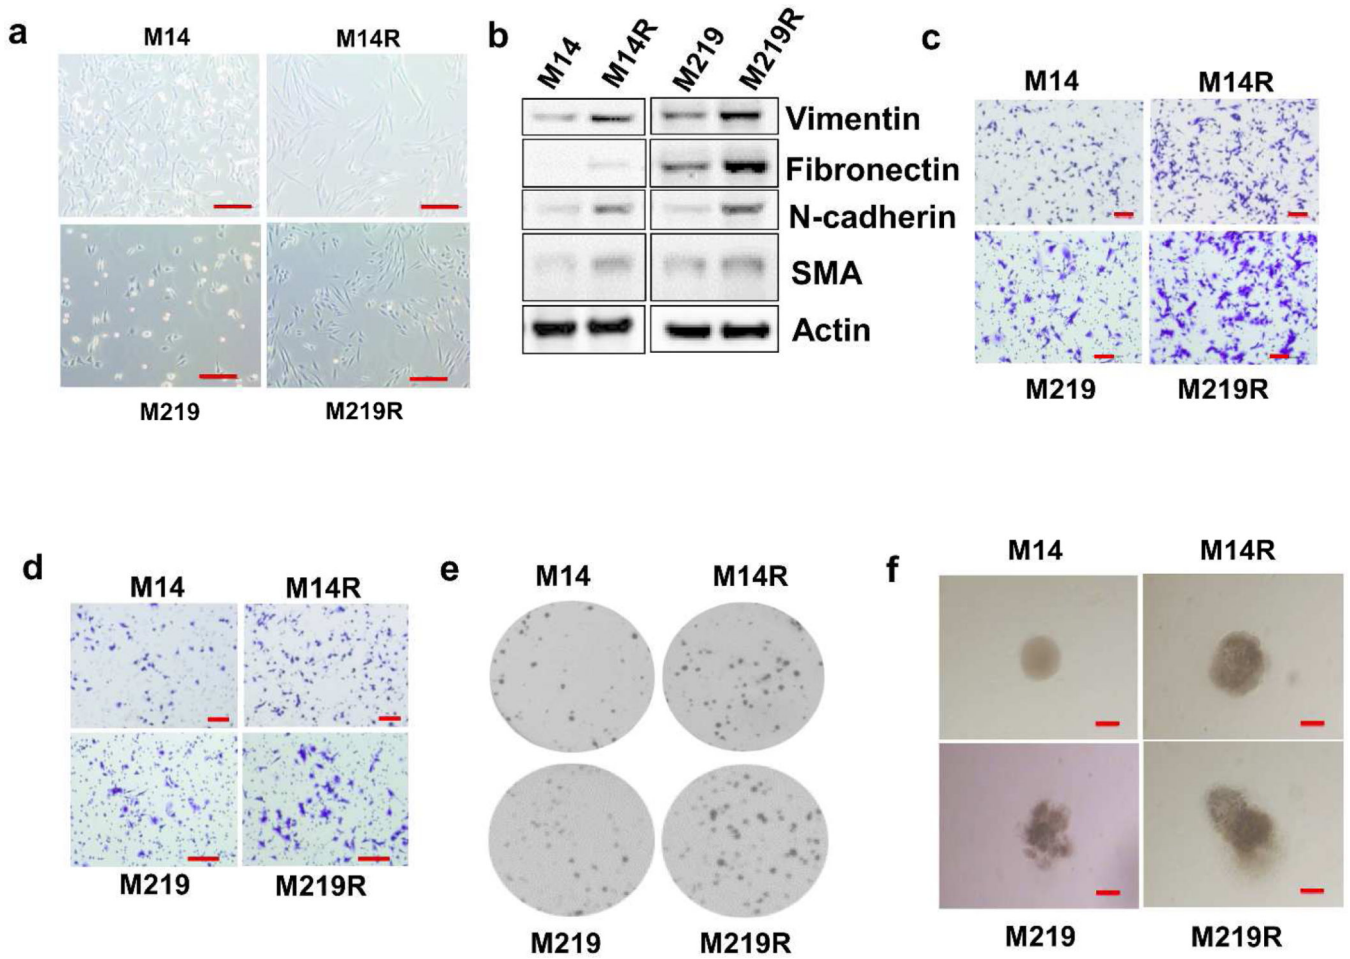 a
M14 M14R
M219 M219R
b
M14 M14R M219 M219R
Vimentin
Fibronectin
N-cadherin
SMA
Actin
c
M14 M14R
M219 M219R
d
M14 M14R
M219 M219R
e
M14 M14R
M219 M219R
f
M14 M14R
M219 M219R